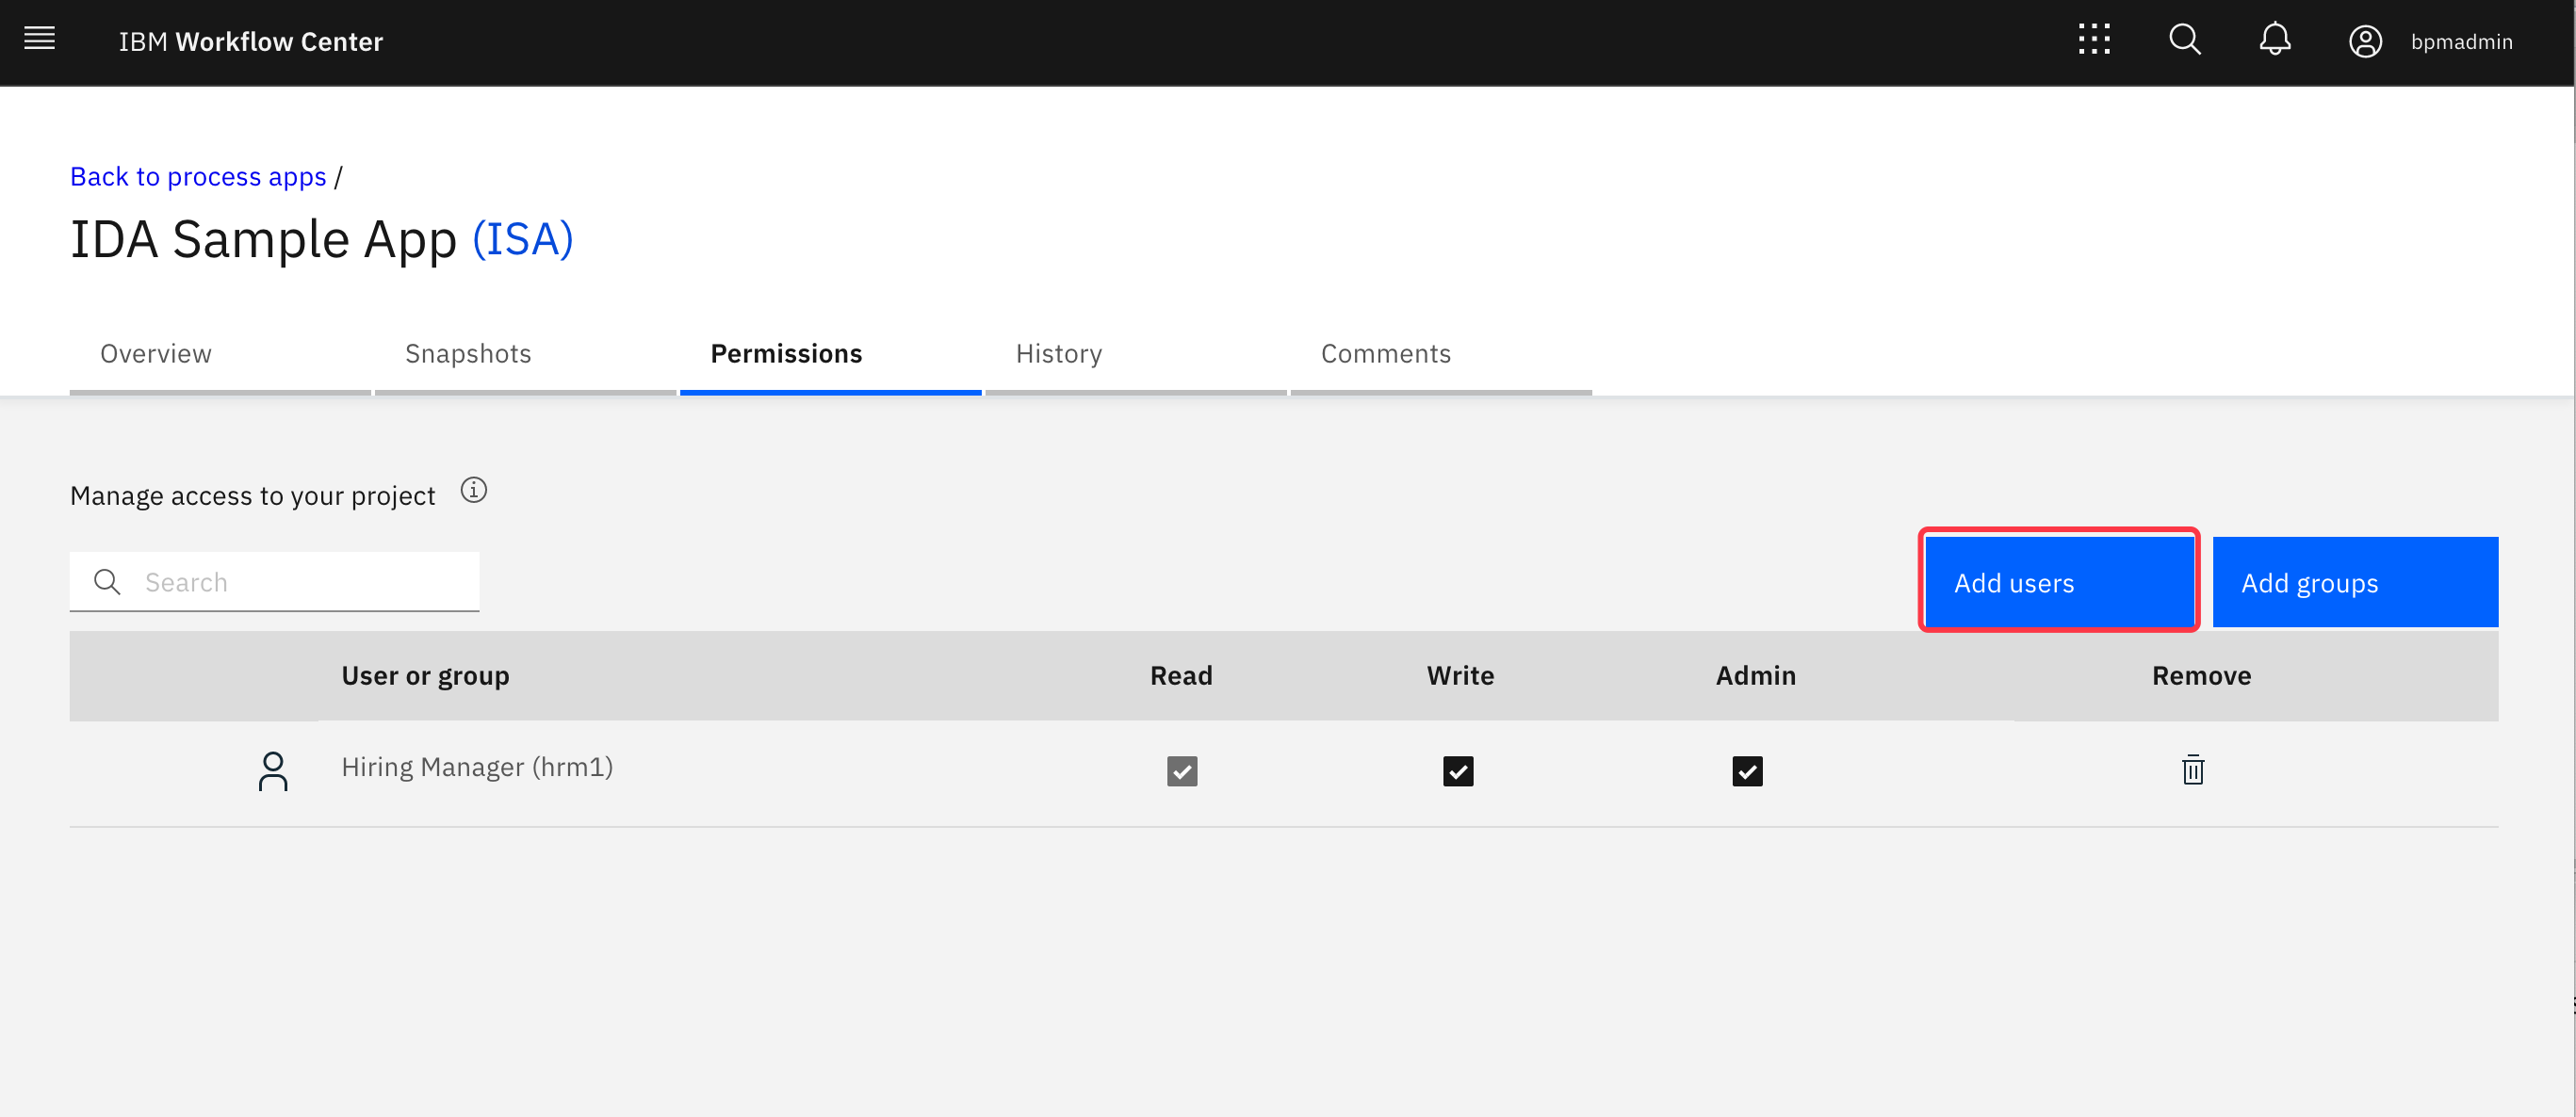 IBM Workflow Center
bpmadmin
Back to process apps /
IDA Sample App (ISA)
Overview
Snapshots
Permissions
History
Comments
Manage access to your project
Search
Add users
Add groups
User or group
Read
Write
Admin
Remove
Hiring Manager (hrm1)